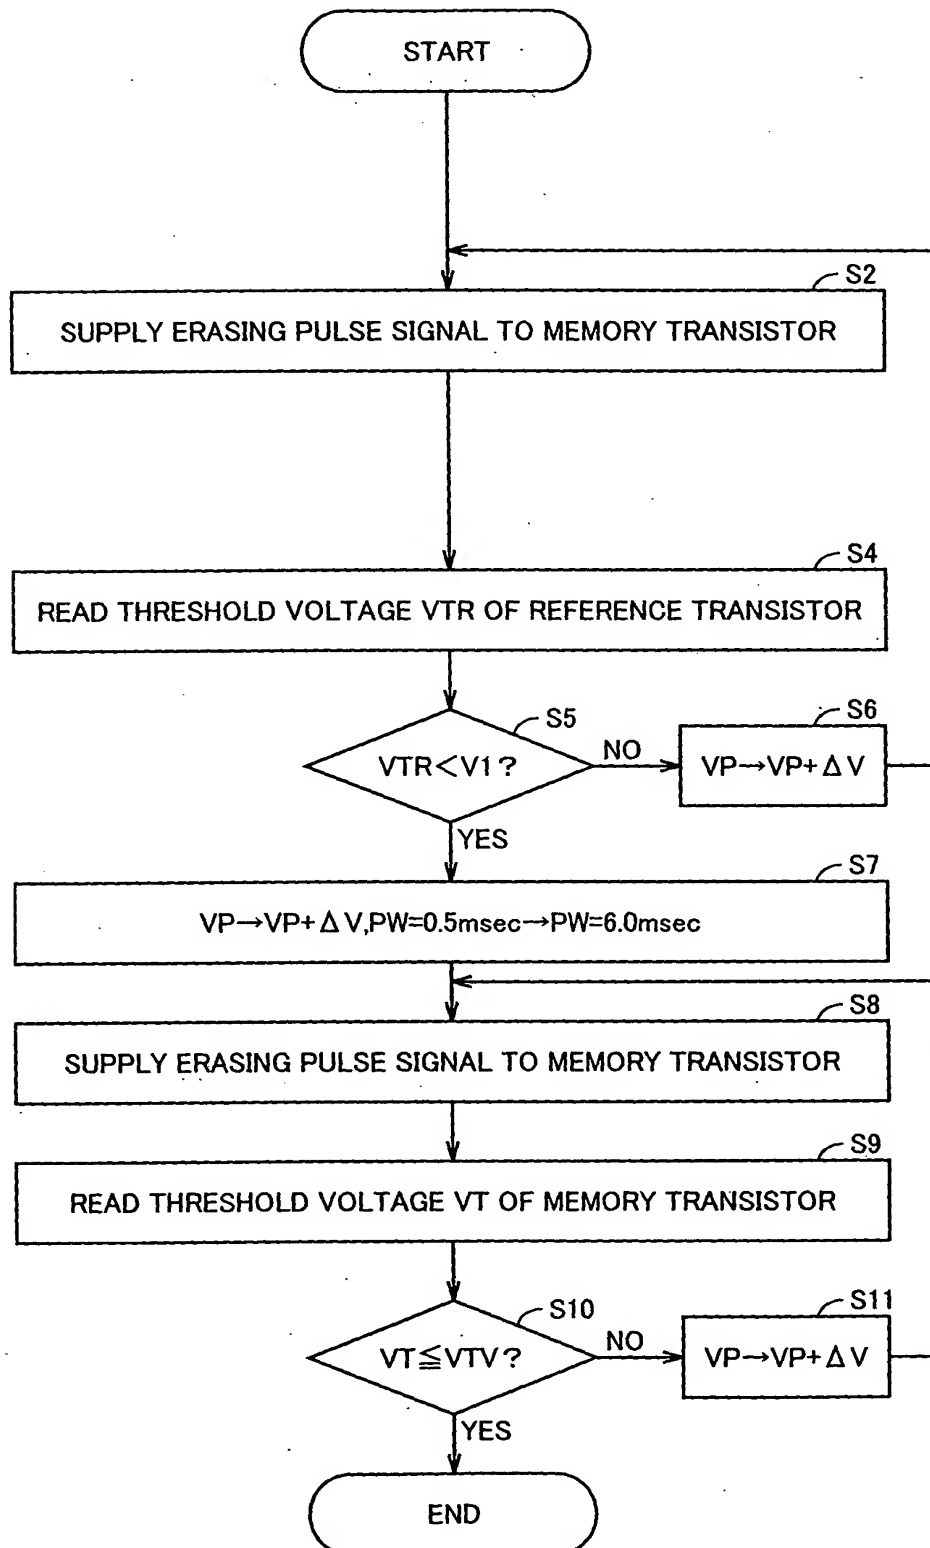 START
S2
SUPPLY ERASING PULSE SIGNAL TO MEMORY TRANSISTOR
S4
READ THRESHOLD VOLTAGE VTR OF REFERENCE TRANSISTOR
S5
VTR<V1?
NO
S6
VP→VP+ΔV
YES
S7
VP→VP+ΔV,PW=0.5msec→PW=6.0msec
S8
SUPPLY ERASING PULSE SIGNAL TO MEMORY TRANSISTOR
S9
READ THRESHOLD VOLTAGE VT OF MEMORY TRANSISTOR
S10
VT≦VTV?
NO
S11
VP→VP+ΔV
YES
END